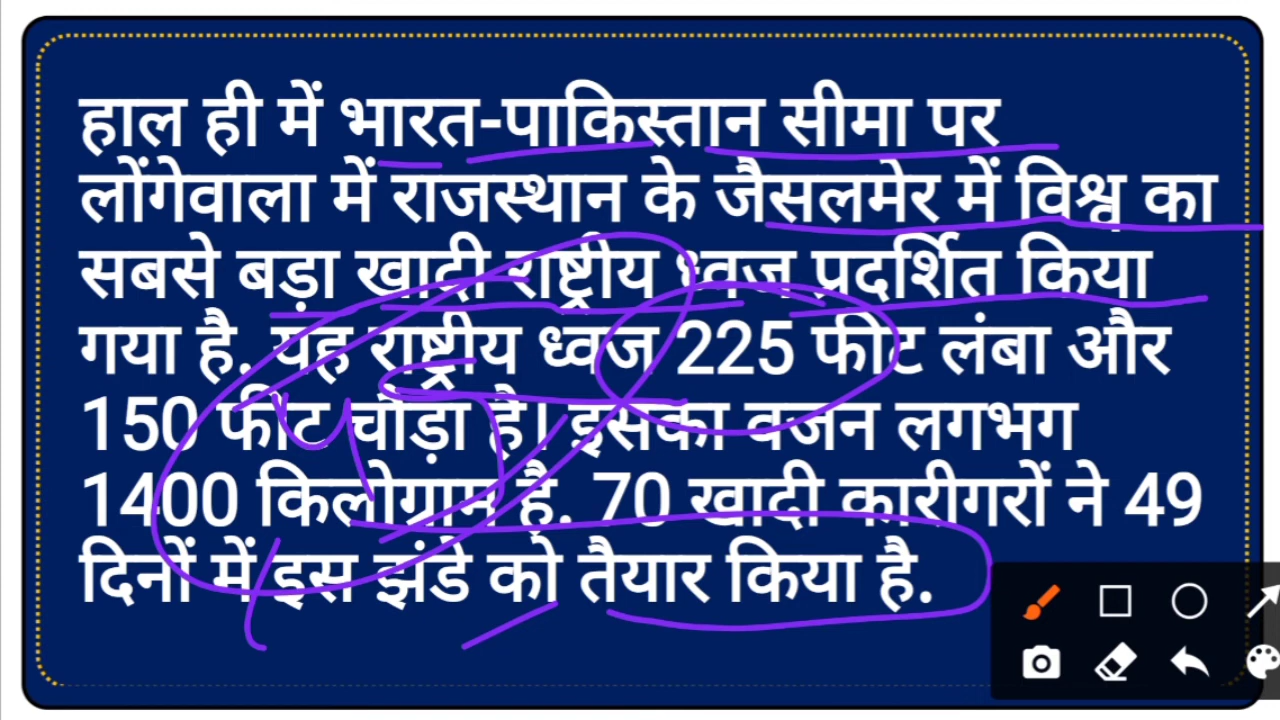 हाल ही में भारत-पाकिस्तान सीमा पर
लोंगेवाला में राजस्थान के जैसलमेर में विश्व का
सबसे बड़ा खादी राष्ट्रीय ध्वज प्रदर्शित किया
गया है. यह राष्ट्रीय ध्वज 225 फीट लंबा और
150 फीट चौड़ा है। इसका वजन लगभग
1400 किलोग्राम है. 70 खादी कारीगरों ने 49
दिनों में इस झंडे को तैयार किया है.